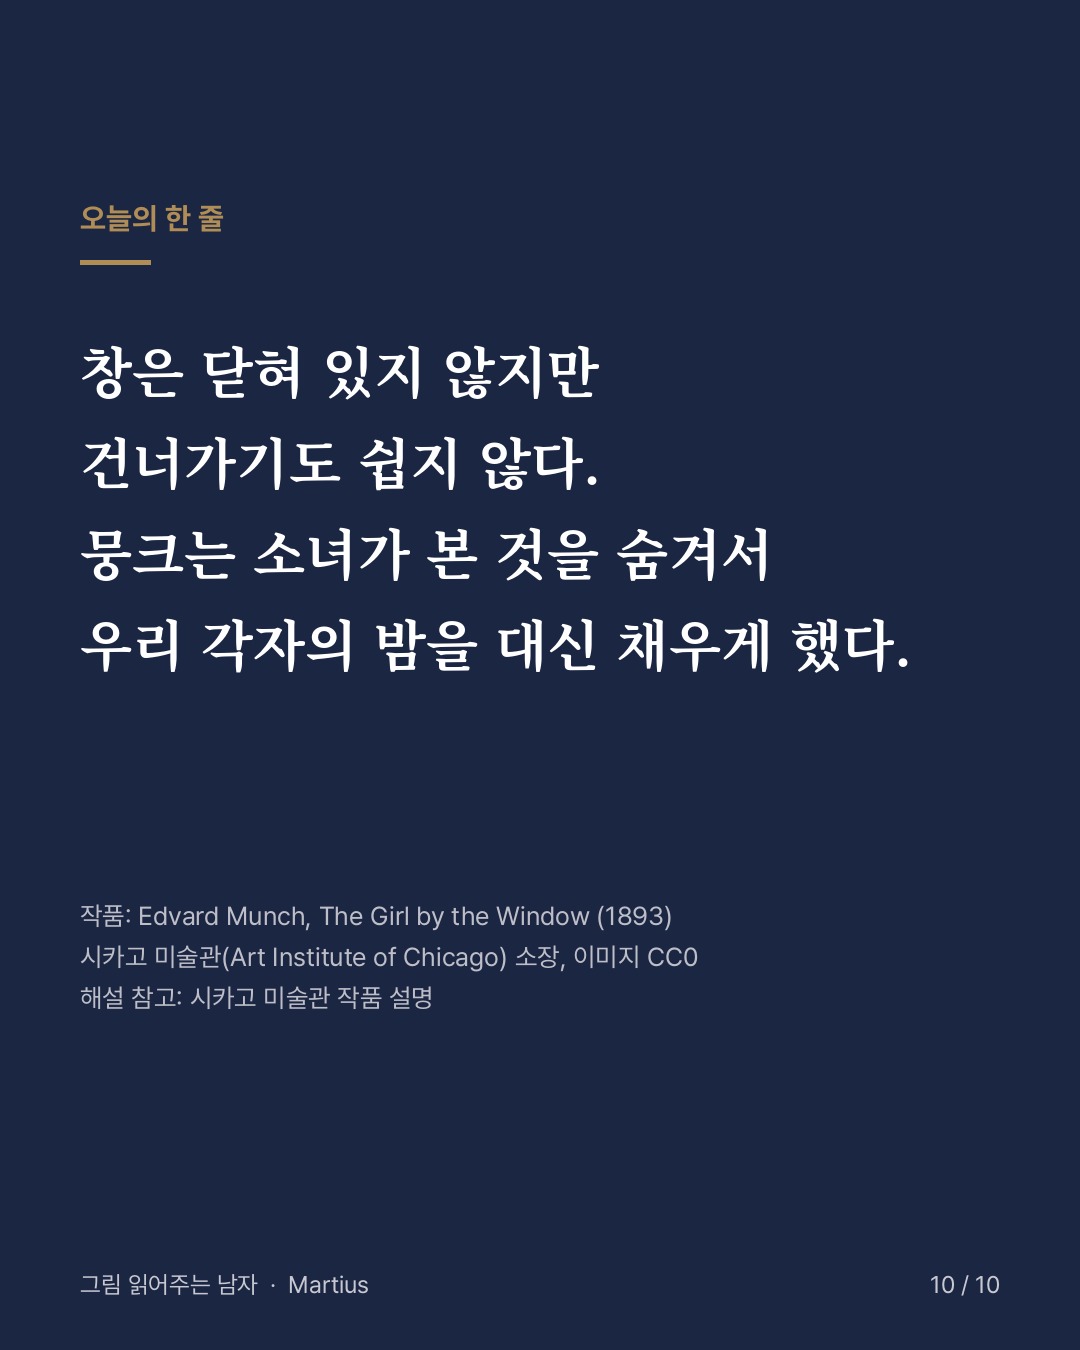 오늘의 한 줄
창은 닫혀 있지 않지만
건너가기도 쉽지 않다.
뭉크는 소녀가 본 것을 숨겨서
우리 각자의 밤을 대신 채우게 했다.
작품: Edvard Munch, The Girl by the Window (1893)
시카고 미술관(Art Institute of Chicago) 소장, 이미지 CC0
해설 참고: 시카고 미술관 작품 설명
그림 읽어주는 남자 · Martius
10 / 10